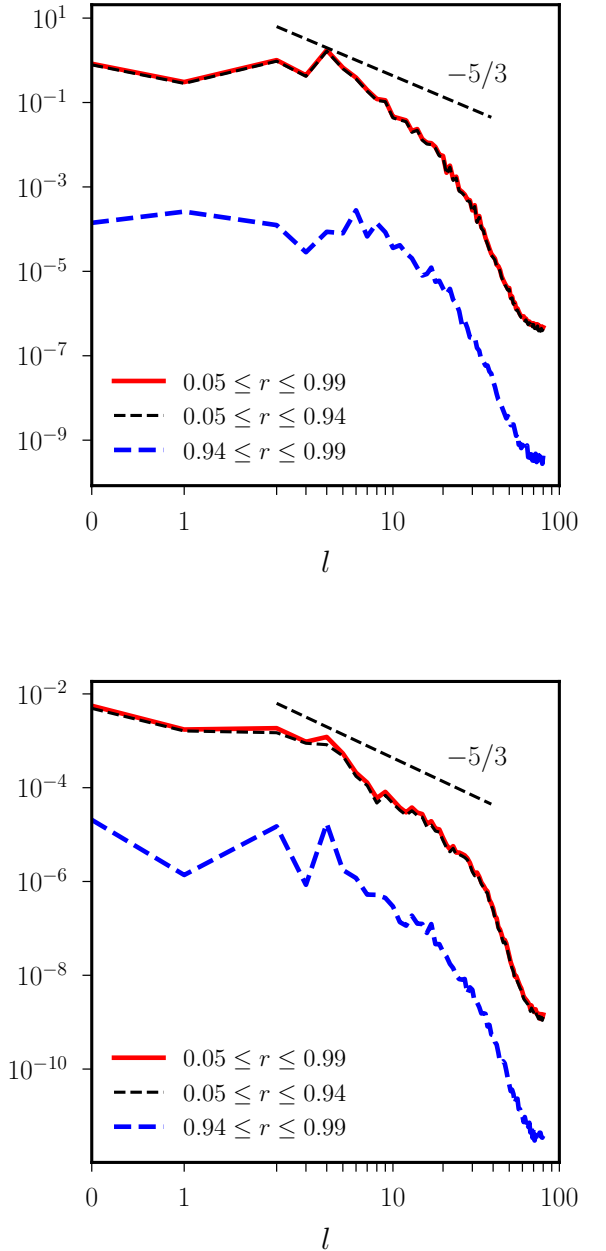 10^1
10^−1
10^−3
10^−5
10^−7
10^−9
−5/3
0.05 ≤ r ≤ 0.99
0.05 ≤ r ≤ 0.94
0.94 ≤ r ≤ 0.99
0 1 10 100
l
10^−2
10^−4
10^−6
10^−8
10^−10
−5/3
0.05 ≤ r ≤ 0.99
0.05 ≤ r ≤ 0.94
0.94 ≤ r ≤ 0.99
0 1 10 100
l